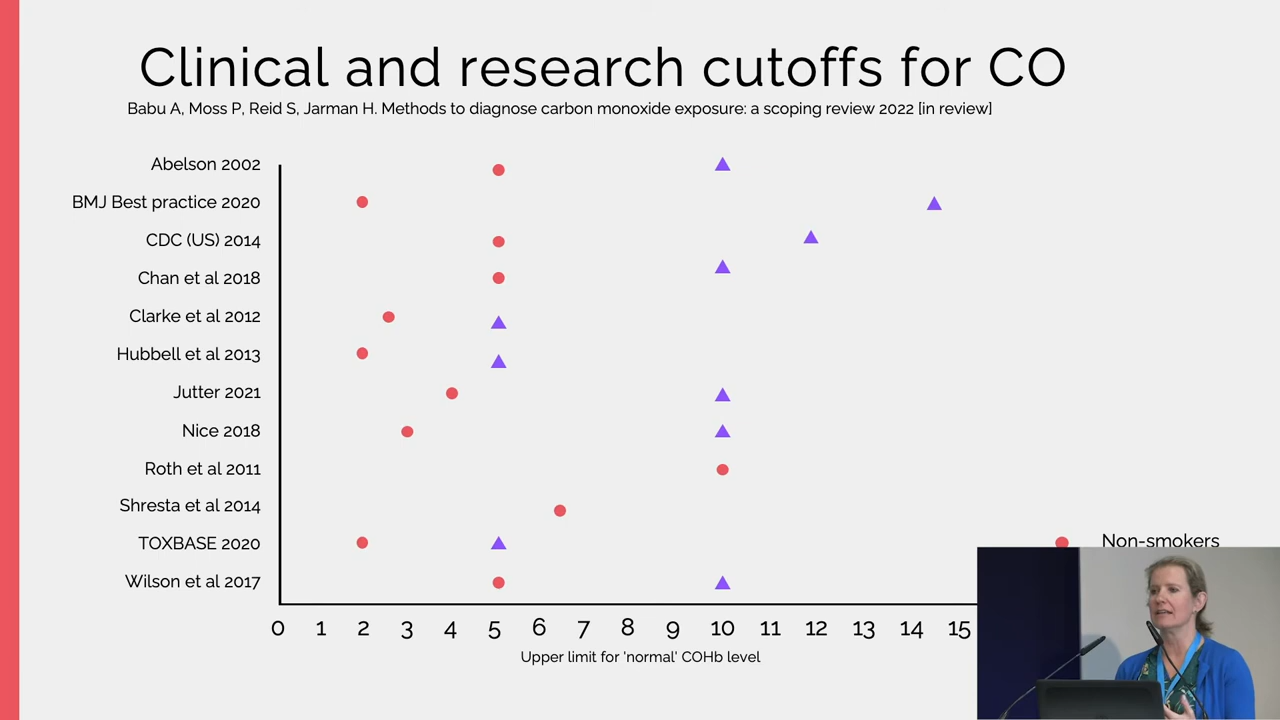 Clinical and research cutoffs for CO
Babu A, Moss P, Reid S, Jarman H. Methods to diagnose carbon monoxide exposure: a scoping review 2022 [in review]
Abelson 2002
BMJ Best practice 2020
CDC (US) 2014
Chan et al 2018
Clarke et al 2012
Hubbell et al 2013
Jutter 2021
Nice 2018
Roth et al 2011
Shresta et al 2014
TOXBASE 2020
Non-smokers
Wilson et al 2017
0 1 2 3 4 5 6 7 8 9 10 11 12 13 14 15
Upper limit for 'normal' COHb level